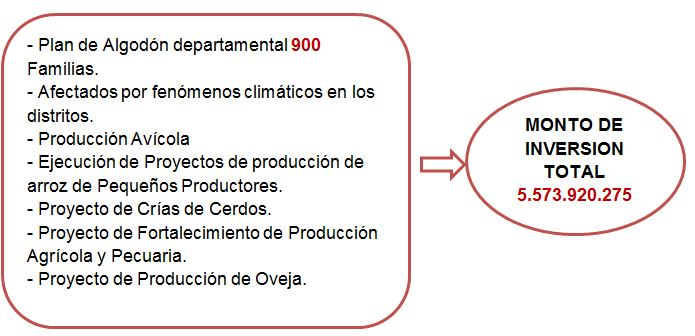 - Plan de Algodón departamental 900
Familias.
- Afectados por fenómenos climáticos en los
distritos.
- Producción Avícola
- Ejecución de Proyectos de producción de
arroz de Pequeños Productores.
- Proyecto de Crías de Cerdos.
- Proyecto de Fortalecimiento de Producción
Agrícola y Pecuaria.
- Proyecto de Producción de Oveja.
MONTO DE
INVERSION
TOTAL
5.573.920.275